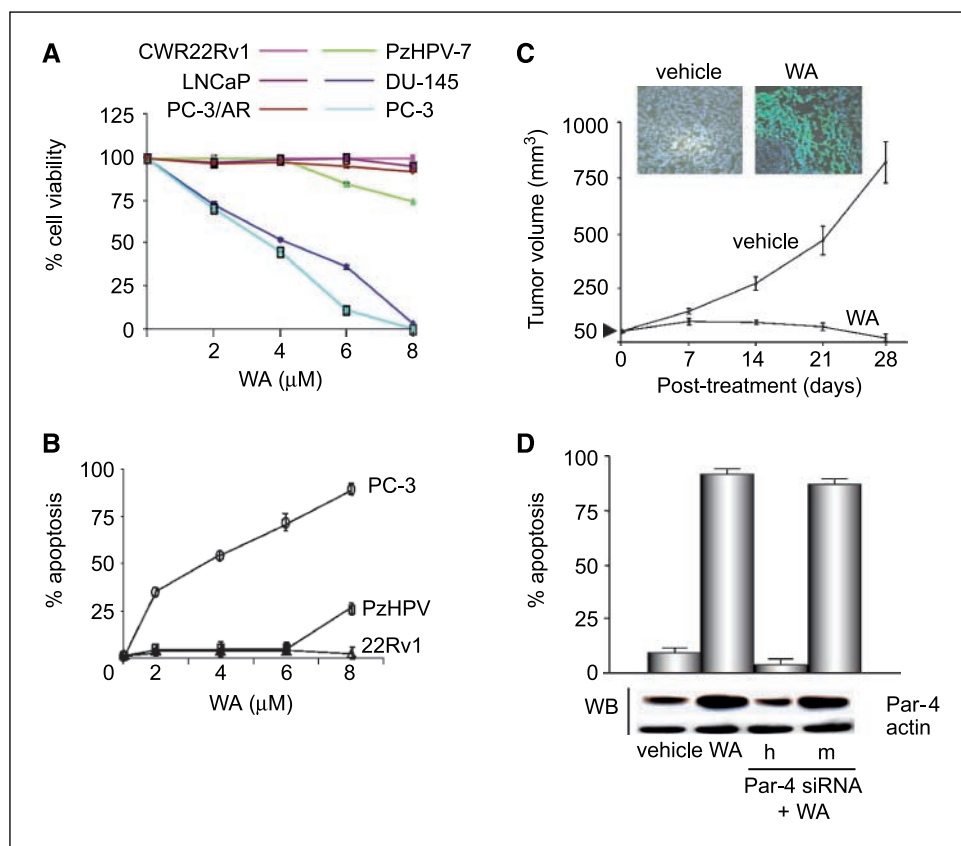 A
CWR22Rv1
PzHPV-7
LNCaP
DU-145
PC-3/AR
PC-3
125
100
75
50
25
0
% cell viability
2 4 6 8
WA (μM)
B
100
75
50
25
0
% apoptosis
PC-3
PzHPV
22Rv1
2 4 6 8
WA (μM)
C
vehicle WA
1000
750
500
250
50
Tumor volume (mm³)
vehicle
WA
0 7 14 21 28
Post-treatment (days)
D
100
75
50
25
0
% apoptosis
WB
Par-4
actin
vehicle WA h m
Par-4 siRNA
+ WA